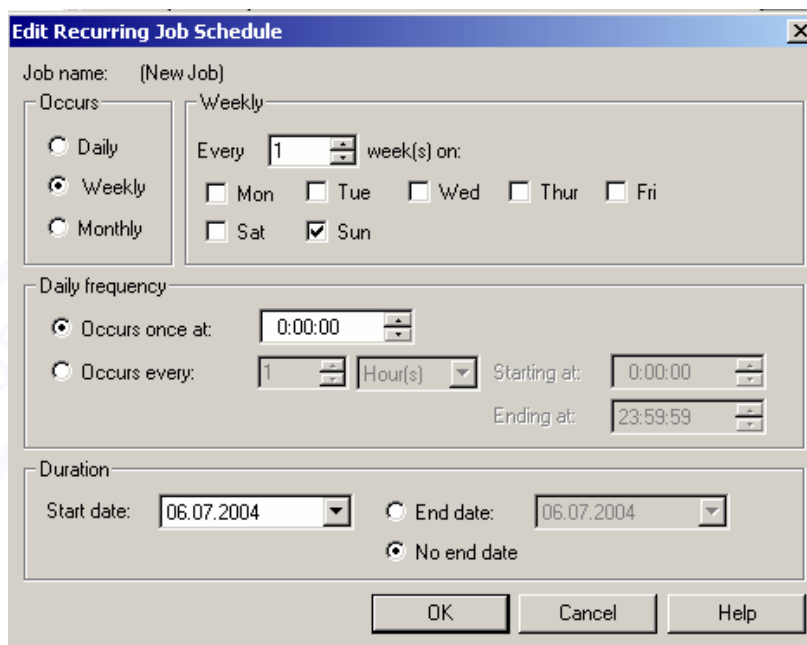 Edit Recurring Job Schedule
Job name: (New Job)
Occurs
Weekly
Daily
Weekly
Monthly
Every 1 week(s) on:
Mon Tue Wed Thur Fri
Sat Sun
Daily frequency
Occurs once at: 0:00:00
Occurs every: 1 Hour(s) Starting at: 0:00:00
Ending at: 23:59:59
Duration
Start date: 06.07.2004 End date: 06.07.2004
No end date
OK Cancel Help